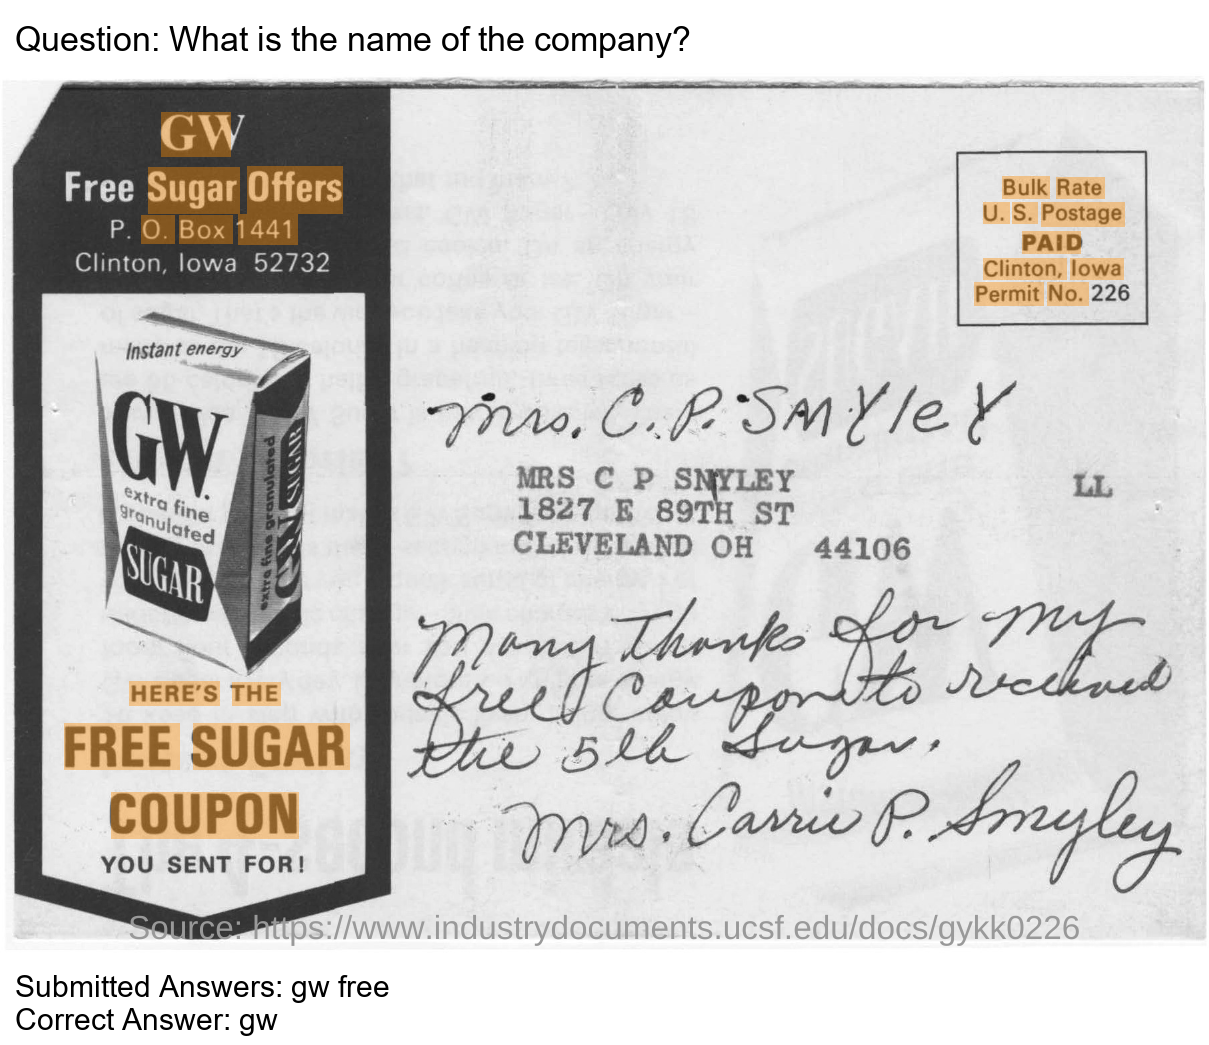 Question: What is the name of the company?
GW
Free Sugar Offers
P. O. Box 1441
Clinton, Iowa 52732
Bulk Rate
U. S. Postage
PAID
Clinton, Iowa
Permit No. 226
Instant energy
GW.
extra fine
granulated
SUGAR
extra fine granulated
SUGAR
Mrs. C. P. SMYleY
MRS C P SMYLEY
LL
1827 E 89TH ST
CLEVELAND OH 44106
Many Thanks for my
free Coupon to received
the 5 lb Sugar.
Mrs. Carrie P. Smyley
HERE'S THE
FREE SUGAR
COUPON
YOU SENT FOR!
Source: https://www.industrydocuments.ucsf.edu/docs/gykk0226
Submitted Answers: gw free
Correct Answer: gw